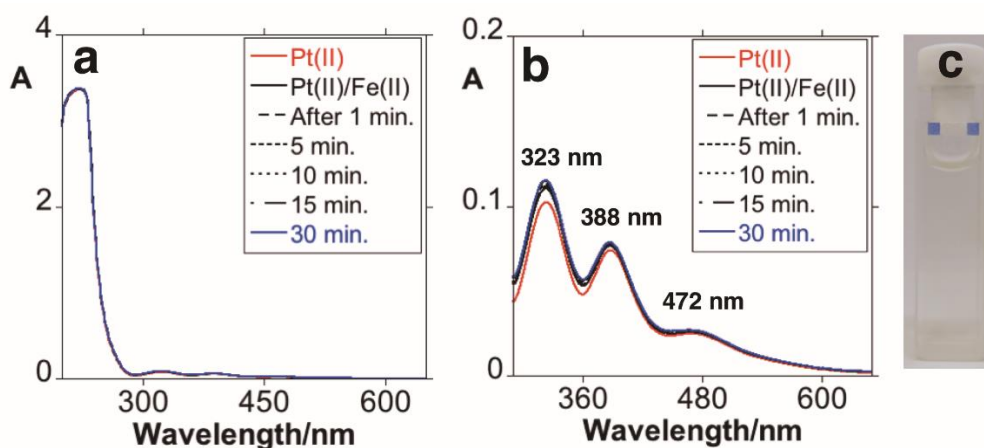 4
a
A
Pt(II)
Pt(II)/Fe(II)
After 1 min.
5 min.
10 min.
15 min.
30 min.
2
0
300 450 600
Wavelength/nm
0.2
b
A
Pt(II)
Pt(II)/Fe(II)
After 1 min.
5 min.
10 min.
15 min.
30 min.
323 nm
388 nm
472 nm
0.1
0
360 480 600
Wavelength/nm
c